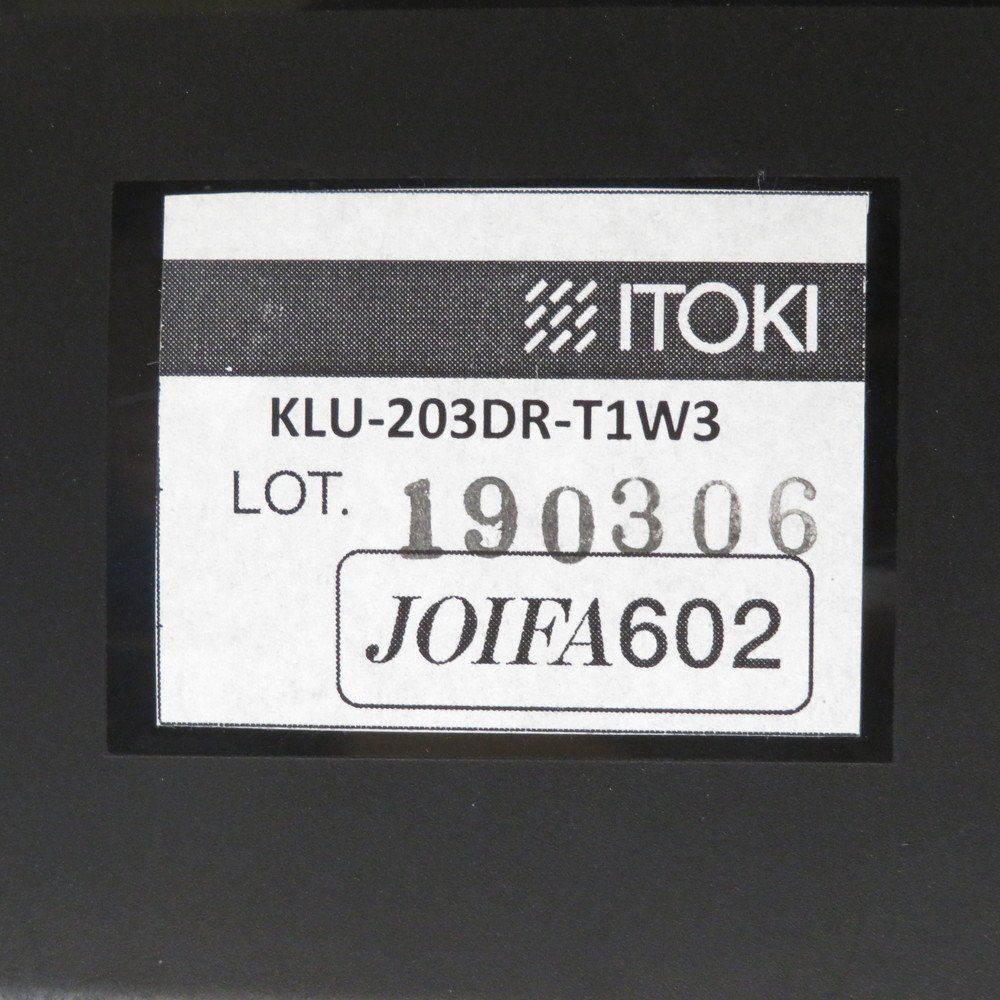 ITOKI
KLU-203DR-T1W3
LOT. 190306
JOIFA602